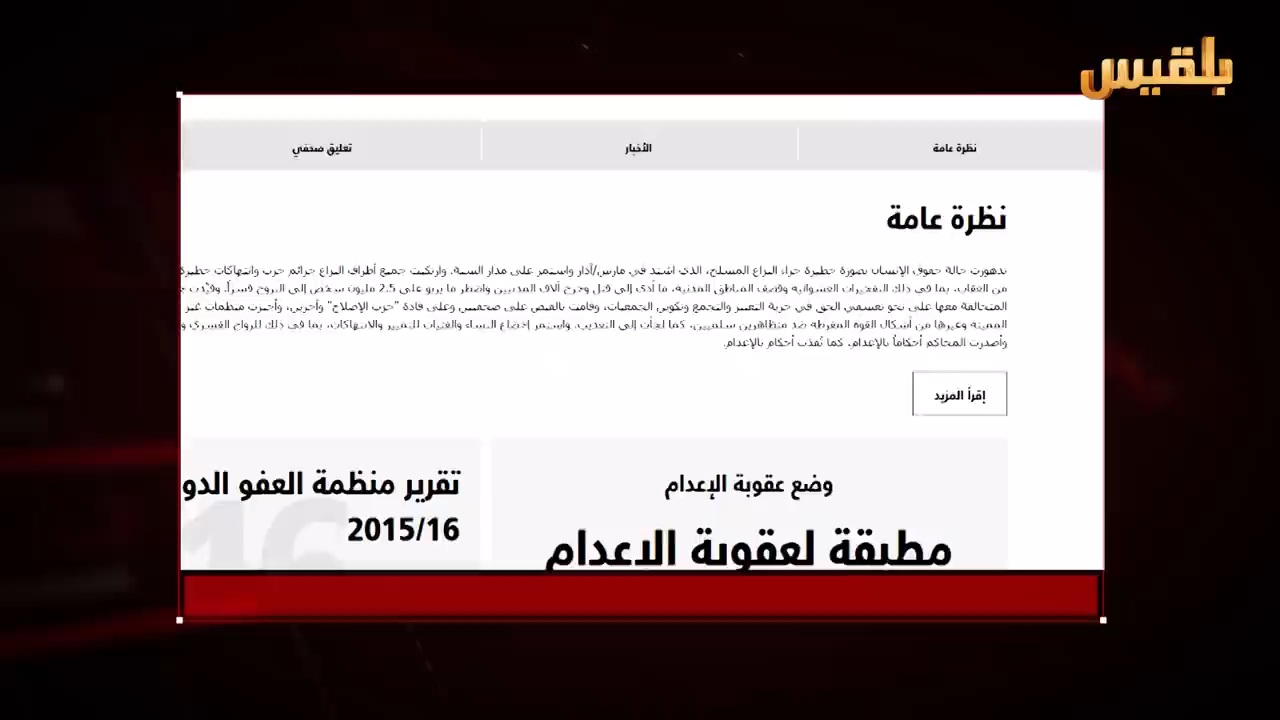 بلقيس
نظرة عامة
الأخبار
تعليق صحفي
نظرة عامة
تدهورت حالة حقوق الإنسان بصورة خطيرة جراء النزاع المسلح، الذي اشتد في مارس/آذار واستمر على مدار السنة. وارتكبت جميع أطراف النزاع جرائم حرب وانتهاكات خطيرة
من العقاب، بما في ذلك التفجيرات العشوائية وقصف المناطق المدنية، ما أدى إلى قتل وجرح آلاف المدنيين واضطر ما يربو على 2.5 مليون شخص إلى النزوح قسراً. وقيَّدت
المتحالفة معها على نحو تعسفي الحق في حرية التعبير والتجمع وتكوين الجمعيات، وقامت بالقبض على صحفيين وعلى قادة "حزب الإصلاح" وآخرين، وأجبرت منظمات غير
المميتة وغيرها من أشكال القوة المفرطة ضد متظاهرين سلميين، كما لجأت إلى التعذيب. واستمر إخضاع النساء والفتيات للتمييز والانتهاكات، بما في ذلك للزواج القسري و
وأصدرت المحاكم أحكاماً بالإعدام، كما نُفذت أحكام بالإعدام.
إقرأ المزيد
وضع عقوبة الإعدام
مطبقة لعقوبة الاعدام
تقرير منظمة العفو الدو
2015/16
16